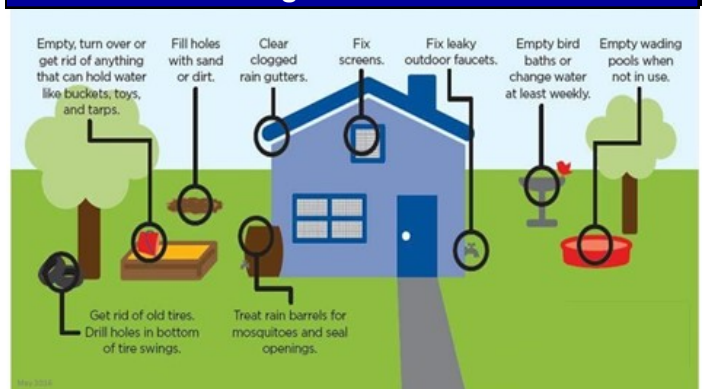 Empty, turn over or
get rid of anything
that can hold water
like buckets, toys,
and tarps.
Fill holes
with sand
or dirt.
Clear
clogged
rain gutters.
Fix
screens.
Fix leaky
outdoor faucets.
Empty bird
baths or
change water
at least weekly.
Empty wading
pools when
not in use.
Get rid of old tires.
Drill holes in bottom
of tire swings.
Treat rain barrels for
mosquitoes and seal
openings.